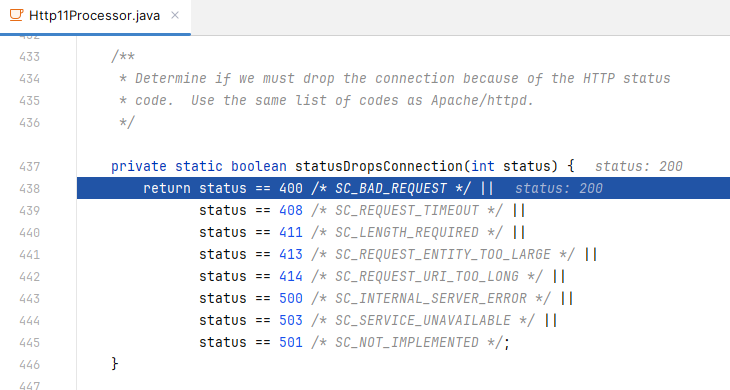 Http11Processor.java
432
433 /**
434 * Determine if we must drop the connection because of the HTTP status
435 * code.  Use the same list of codes as Apache/httpd.
436 */
437 private static boolean statusDropsConnection(int status) { status: 200
438 return status == 400 /* SC_BAD_REQUEST */ || status: 200
439 status == 408 /* SC_REQUEST_TIMEOUT */ ||
440 status == 411 /* SC_LENGTH_REQUIRED */ ||
441 status == 413 /* SC_REQUEST_ENTITY_TOO_LARGE */ ||
442 status == 414 /* SC_REQUEST_URI_TOO_LONG */ ||
443 status == 500 /* SC_INTERNAL_SERVER_ERROR */ ||
444 status == 503 /* SC_SERVICE_UNAVAILABLE */ ||
445 status == 501 /* SC_NOT_IMPLEMENTED */;
446 }
447